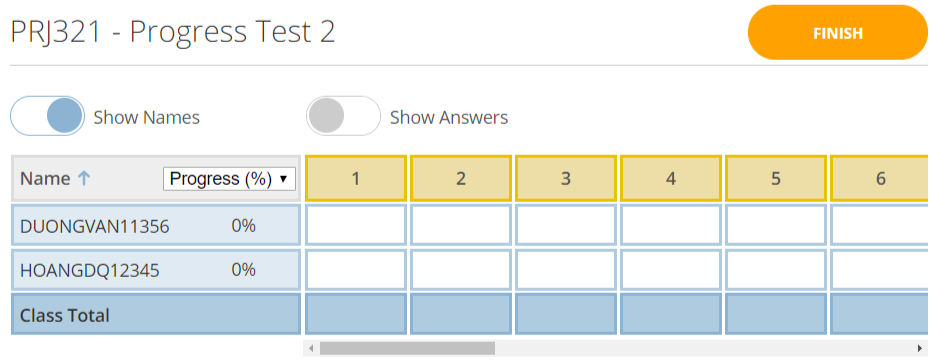 PRJ321 - Progress Test 2
FINISH
Show Names
Show Answers
Name ↑ Progress (%) ▼ 1 2 3 4 5 6
DUONGVAN11356 0%
HOANGDQ12345 0%
Class Total